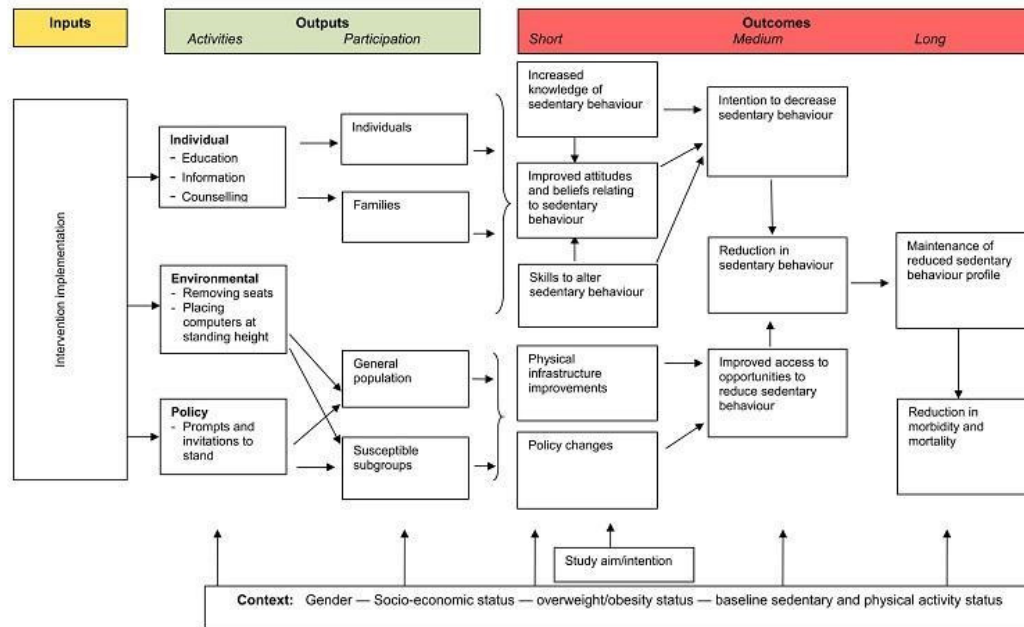 Inputs
Outputs
Activities
Participation
Outcomes
Short
Medium
Long
Intervention implementation
Individual
- Education
- Information
- Counselling
Environmental
- Removing seats
- Placing
computers at
standing height
Policy
- Prompts and
invitations to
stand
Individuals
Families
General
population
Susceptible
subgroups
Increased
knowledge of
sedentary behaviour
Improved attitudes
and beliefs relating
to sedentary
behaviour
Skills to alter
sedentary behaviour
Physical
infrastructure
improvements
Policy changes
Intention to decrease
sedentary behaviour
Reduction in
sedentary behaviour
Improved access to
opportunities to
reduce sedentary
behaviour
Maintenance of
reduced sedentary
behaviour profile
Reduction in
morbidity and
mortality
Study aim/intention
Context: Gender — Socio-economic status — overweight/obesity status — baseline sedentary and physical activity status